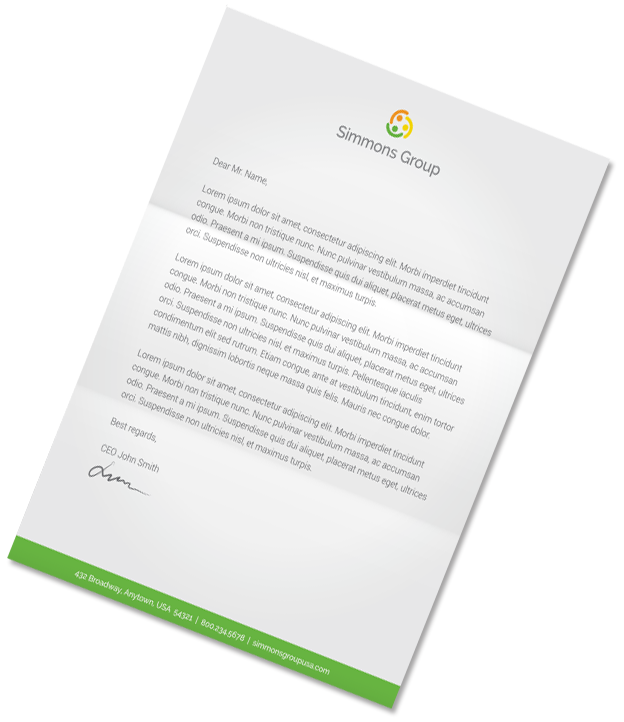 Simmons Group
Dear Mr. Name,
Lorem ipsum dolor sit amet, consectetur adipiscing elit. Morbi imperdiet tincidunt
congue. Morbi non tristique nunc. Nunc pulvinar vestibulum massa, ac accumsan
odio. Praesent a mi ipsum. Suspendisse quis dui aliquet, placerat metus eget, ultrices
orci. Suspendisse non ultricies nisl, et maximus turpis.
Lorem ipsum dolor sit amet, consectetur adipiscing elit. Morbi imperdiet tincidunt
congue. Morbi non tristique nunc. Nunc pulvinar vestibulum massa, ac accumsan
odio. Praesent a mi ipsum. Suspendisse quis dui aliquet, placerat metus eget, ultrices
orci. Suspendisse non ultricies nisl, et maximus turpis. Pellentesque iaculis
condimentum elit sed rutrum. Etiam congue, ante at vestibulum tincidunt, enim tortor
mattis nibh, dignissim lobortis neque massa quis felis. Mauris nec congue dolor.
Lorem ipsum dolor sit amet, consectetur adipiscing elit. Morbi imperdiet tincidunt
congue. Morbi non tristique nunc. Nunc pulvinar vestibulum massa, ac accumsan
odio. Praesent a mi ipsum. Suspendisse quis dui aliquet, placerat metus eget, ultrices
orci. Suspendisse non ultricies nisl, et maximus turpis.
Best regards,
CEO John Smith
432 Broadway, Anytown, USA 54321 | 800.234.5678 | simmonsgroupusa.com